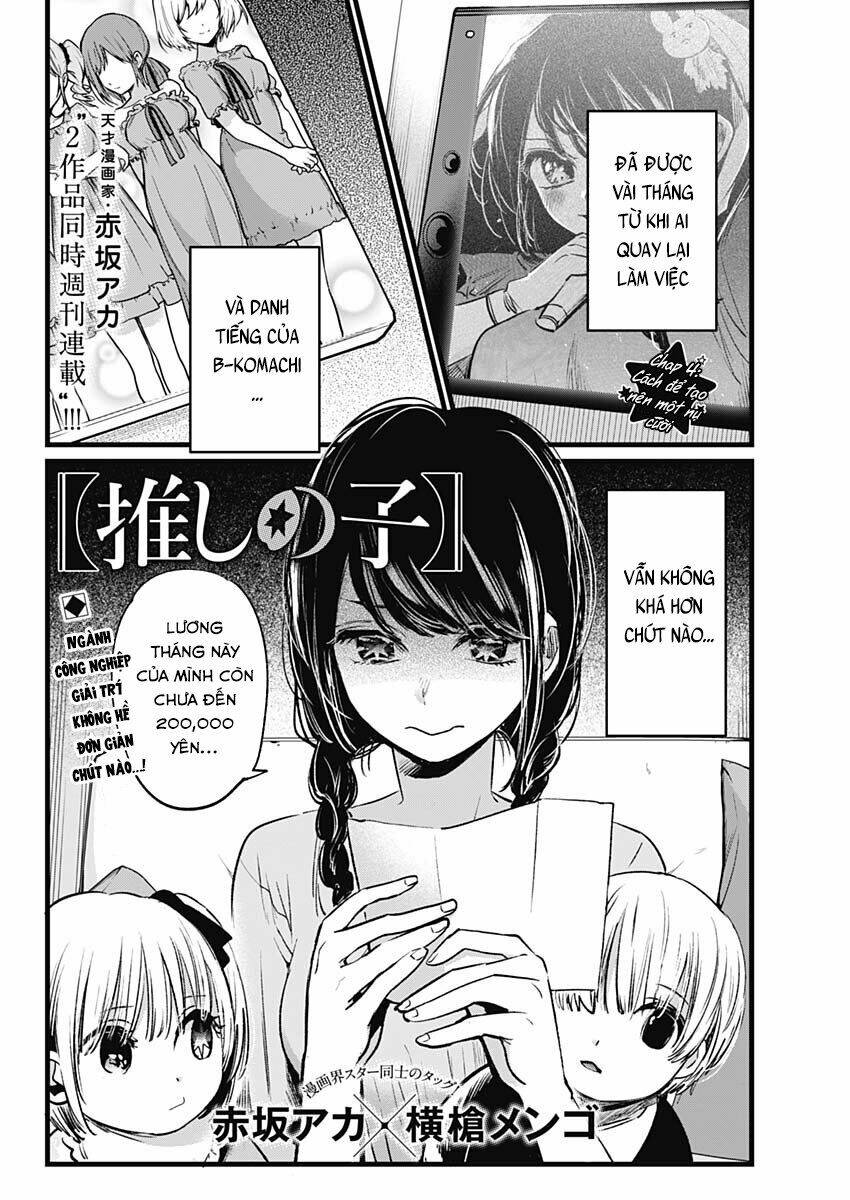 ĐÃ ĐƯỢC
VÀI THÁNG
TỪ KHI AI
QUAY LẠI
LÀM VIỆC
Chap 4:
Cách để tạo
nên một nụ
cười
天才漫画家・赤坂アカ
"2作品同時週刊連載"!!!
VÀ DANH
TIẾNG CỦA
B-KOMACHI
...
【推しの子】
VẪN KHÔNG
KHÁ HƠN
CHÚT NÀO...
LƯƠNG
THÁNG NÀY
CỦA MÌNH CÒN
CHƯA ĐẾN
200,000
YÊN...
NGÀNH
CÔNG NGHIỆP
GIẢI TRÍ
KHÔNG HỀ
ĐƠN GIẢN
CHÚT NÀO...!
漫画界スター同士のタッグ
赤坂アカ×横槍メンゴ